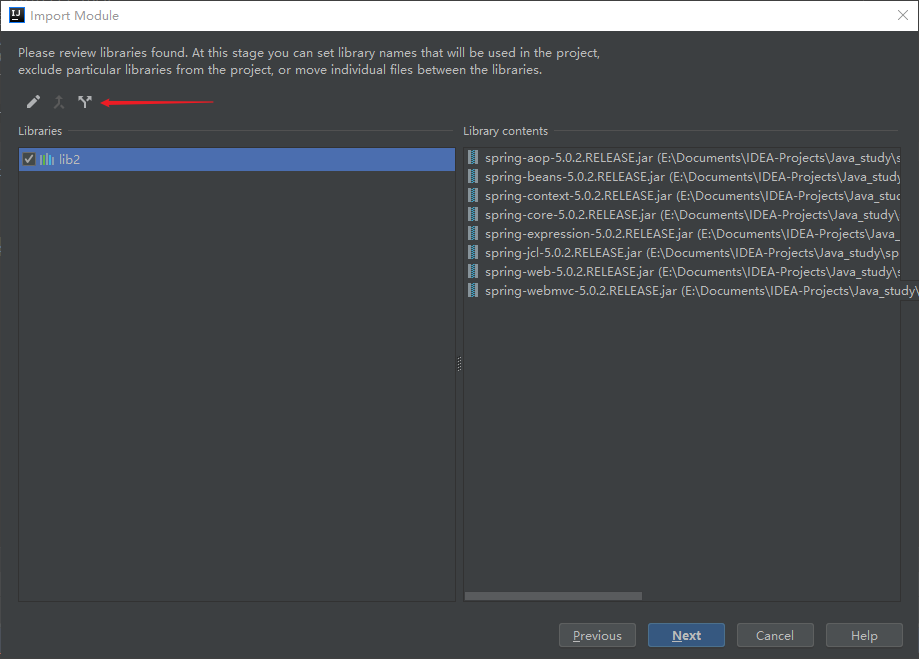 IJ Import Module
Please review libraries found. At this stage you can set library names that will be used in the project,
exclude particular libraries from the project, or move individual files between the libraries.
Libraries
Library contents
lib2
spring-aop-5.0.2.RELEASE.jar (E:\Documents\IDEA-Projects\Java_study\s
spring-beans-5.0.2.RELEASE.jar (E:\Documents\IDEA-Projects\Java_study
spring-context-5.0.2.RELEASE.jar (E:\Documents\IDEA-Projects\Java_stud
spring-core-5.0.2.RELEASE.jar (E:\Documents\IDEA-Projects\Java_study\
spring-expression-5.0.2.RELEASE.jar (E:\Documents\IDEA-Projects\Java_
spring-jcl-5.0.2.RELEASE.jar (E:\Documents\IDEA-Projects\Java_study\sp
spring-web-5.0.2.RELEASE.jar (E:\Documents\IDEA-Projects\Java_study\s
spring-webmvc-5.0.2.RELEASE.jar (E:\Documents\IDEA-Projects\Java_study\
Previous
Next
Cancel
Help